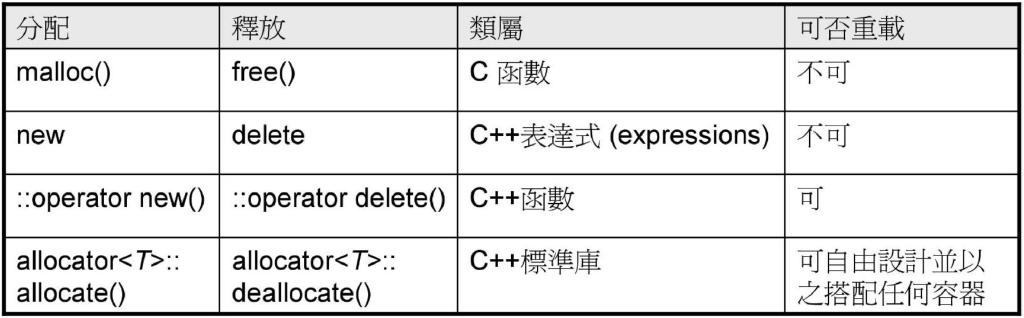 分配 釋放 類屬 可否重載
malloc() free() C 函數 不可
new delete C++表達式 (expressions) 不可
::operator new() ::operator delete() C++函數 可
allocator<T>:: allocator<T>:: C++標準庫 可自由設計並以
allocate() deallocate() 之搭配任何容器